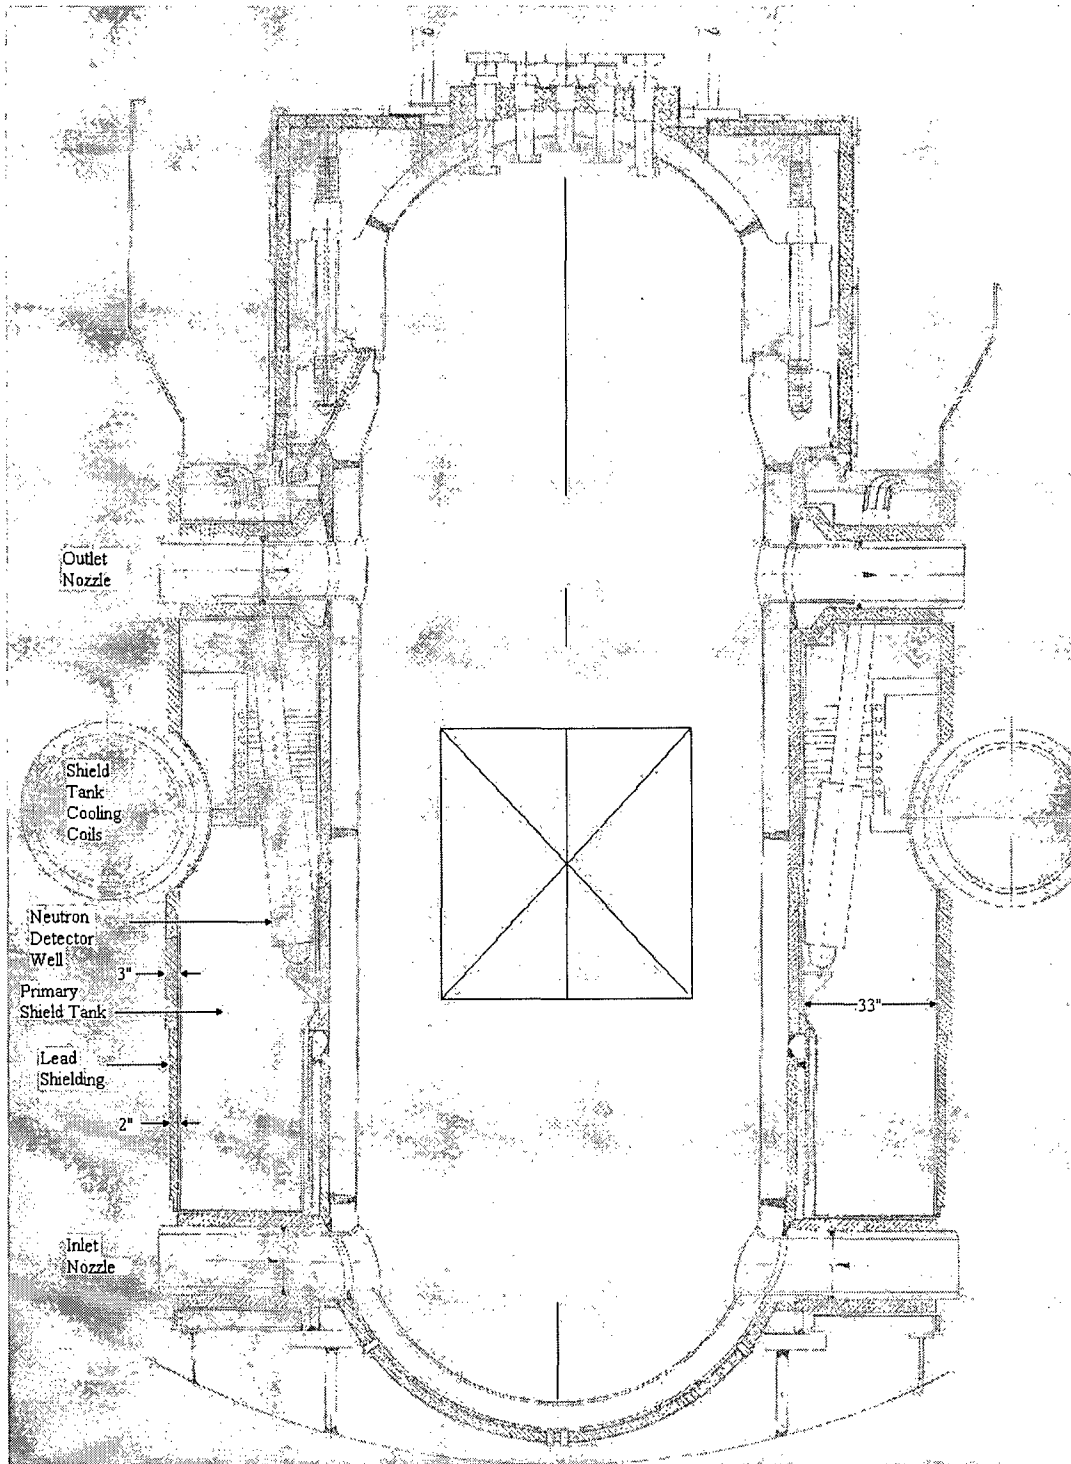 Outlet
Nozzle
Shield
Tank
Cooling
Coils
Neutron
Detector
Well
3"
Primary
Shield Tank
33"
Lead
Shielding
2"
Inlet
Nozzle